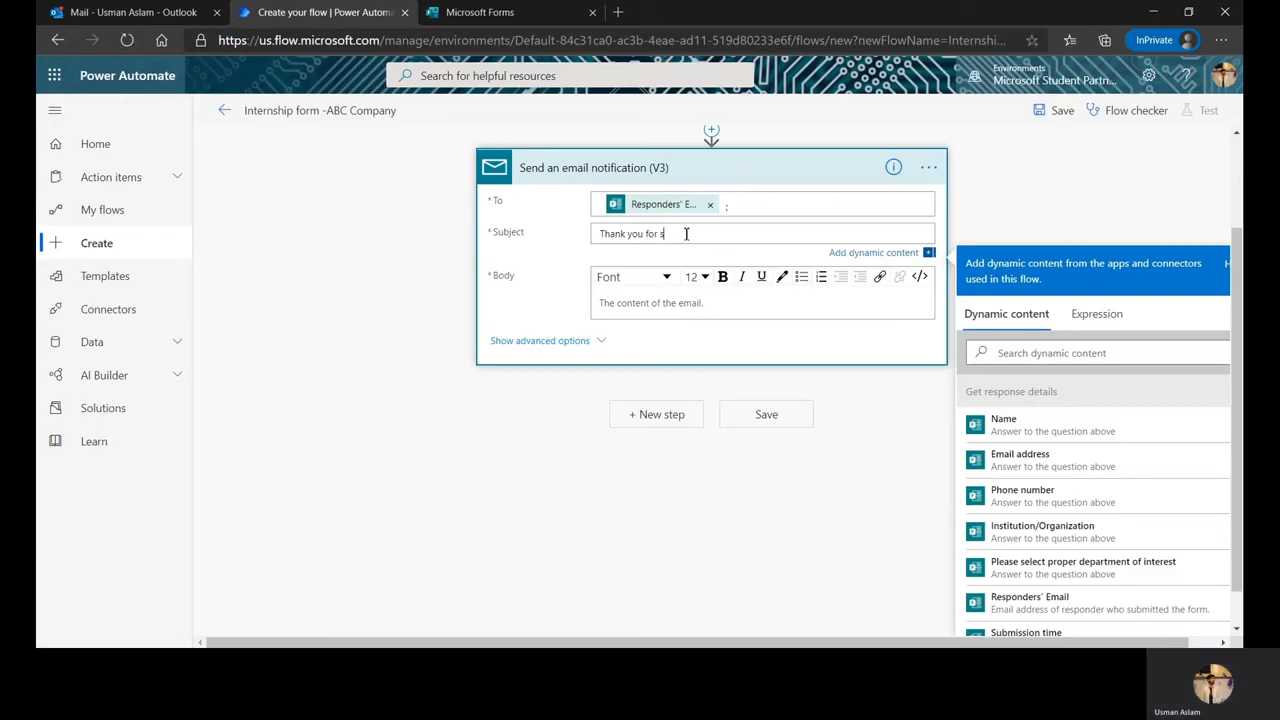 Mail - Usman Aslam - Outlook
Create your flow | Power Automa
Microsoft Forms
https://us.flow.microsoft.com/manage/environments/Default-84c31ca0-ac3b-4eae-ad11-519d80233e6f/flows/new?newFlowName=Internshi...
InPrivate
Power Automate
Search for helpful resources
Environments
Microsoft Student Partn...
Internship form -ABC Company
Save
Flow checker
Test
Home
Action items
My flows
Create
Templates
Connectors
Data
AI Builder
Solutions
Learn
Send an email notification (V3)
* To
Responders' E...
;
* Subject
Thank you for s
Add dynamic content
* Body
Font
12
B I U
The content of the email.
Show advanced options
+ New step
Save
Add dynamic content from the apps and connectors
used in this flow.
H
Dynamic content
Expression
Search dynamic content
Get response details
Name
Answer to the question above
Email address
Answer to the question above
Phone number
Answer to the question above
Institution/Organization
Answer to the question above
Please select proper department of interest
Answer to the question above
Responders' Email
Email address of responder who submitted the form.
Submission time
Usman Aslam